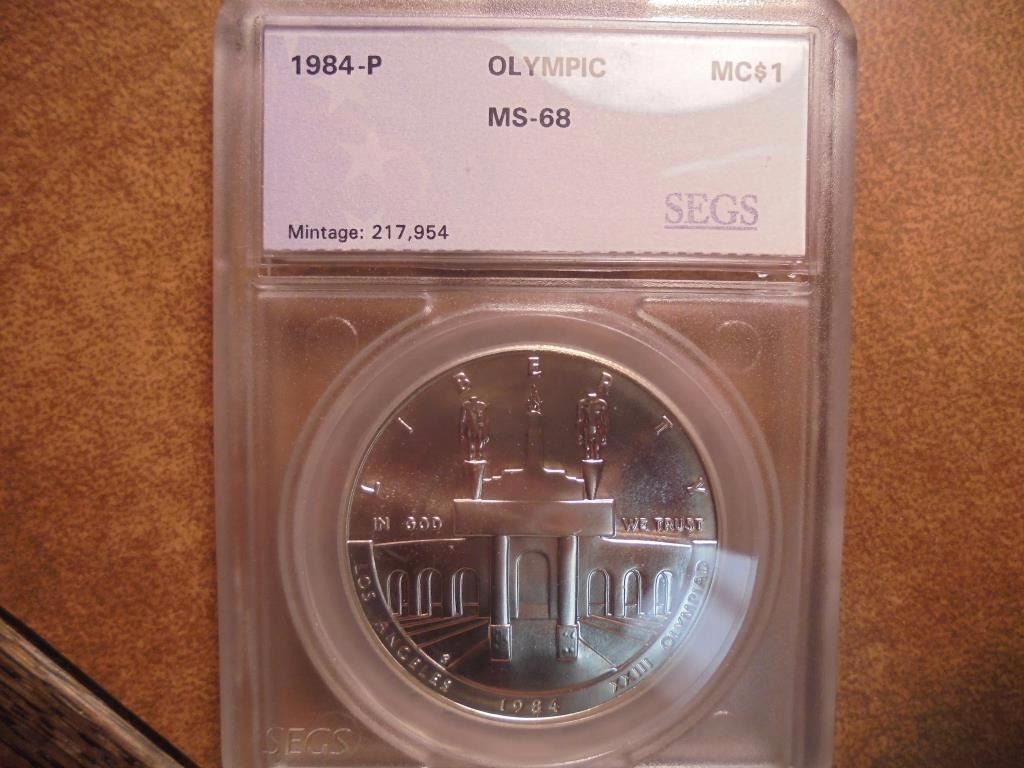 1984-P OLYMPIC MC$1
MS-68
SEGS
Mintage: 217,954
LIBERTY
IN GOD WE TRUST
LOS ANGELES XXIII OLYMPIAD
P
1984
SEGS